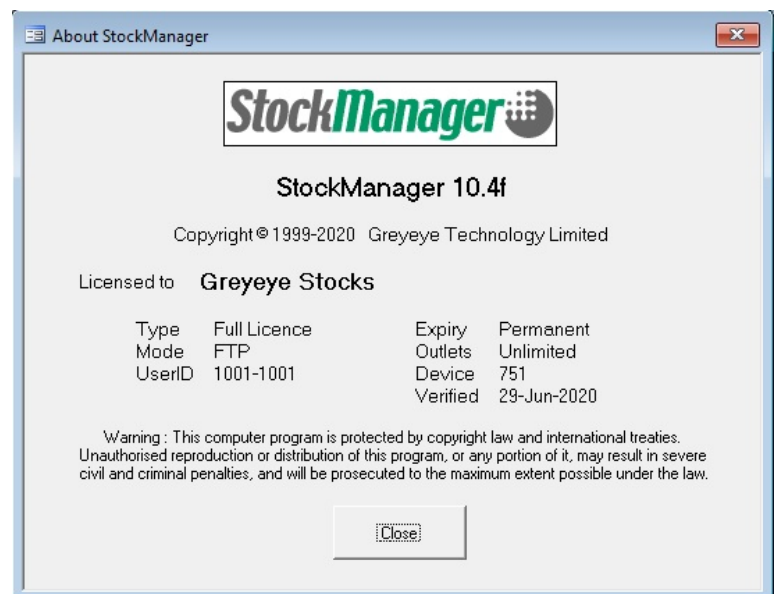 About StockManager
StockManager
StockManager 10.4f
Copyright © 1999-2020 Greyeye Technology Limited
Licensed to Greyeye Stocks
Type Full Licence Expiry Permanent
Mode FTP Outlets Unlimited
UserID 1001-1001 Device 751
Verified 29-Jun-2020
Warning : This computer program is protected by copyright law and international treaties.
Unauthorised reproduction or distribution of this program, or any portion of it, may result in severe
civil and criminal penalties, and will be prosecuted to the maximum extent possible under the law.
Close